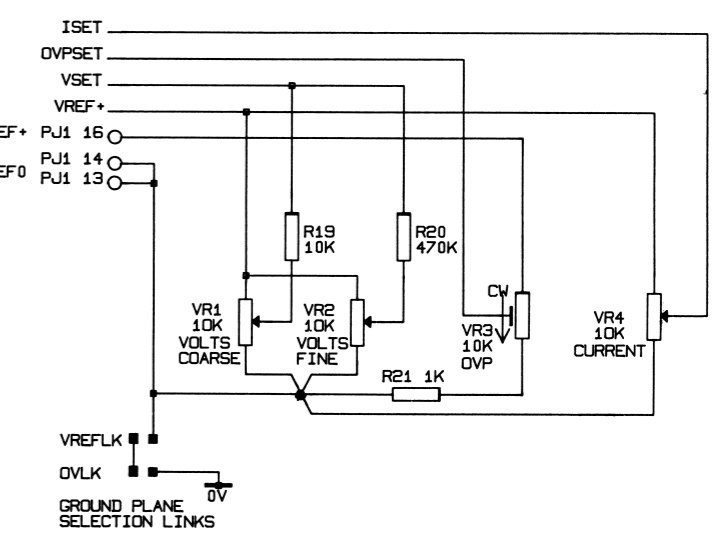 ISET
OVPSET
VSET
VREF+
EF+ PJ1 16
PJ1 14
EF0 PJ1 13
R19
10K
R20
470K
CW
VR1
10K
VOLTS
COARSE
VR2
10K
VOLTS
FINE
VR3
10K
OVP
VR4
10K
CURRENT
R21 1K
VREFLK
OVLK
0V
GROUND PLANE
SELECTION LINKS